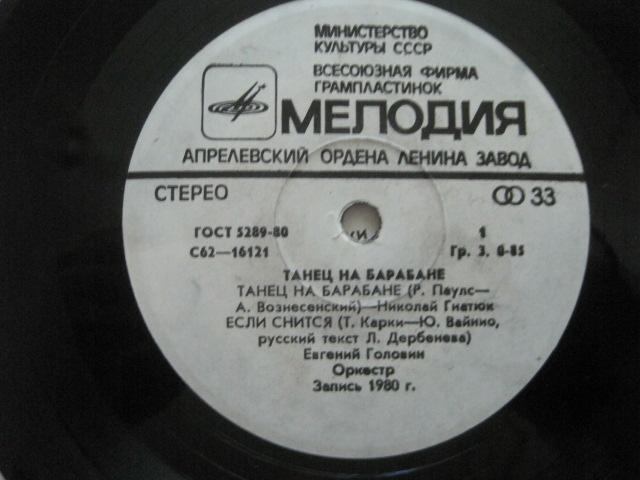 МИНИСТЕРСТВО
КУЛЬТУРЫ СССР
ВСЕСОЮЗНАЯ ФИРМА
ГРАМПЛАСТИНОК
МЕЛОДИЯ
АПРЕЛЕВСКИЙ ОРДЕНА ЛЕНИНА ЗАВОД
СТЕРЕО 33
ГОСТ 5289-80 1
С62—16121 Гр. 3. 0-85
ТАНЕЦ НА БАРАБАНЕ
ТАНЕЦ НА БАРАБАНЕ (Р. Паулс—
А. Вознесенский)—Николай Гнатюк
ЕСЛИ СНИТСЯ (Т. Карки—Ю. Вайнио,
русский текст Л. Дербенева)
Евгений Головин
Оркестр
Запись 1980 г.